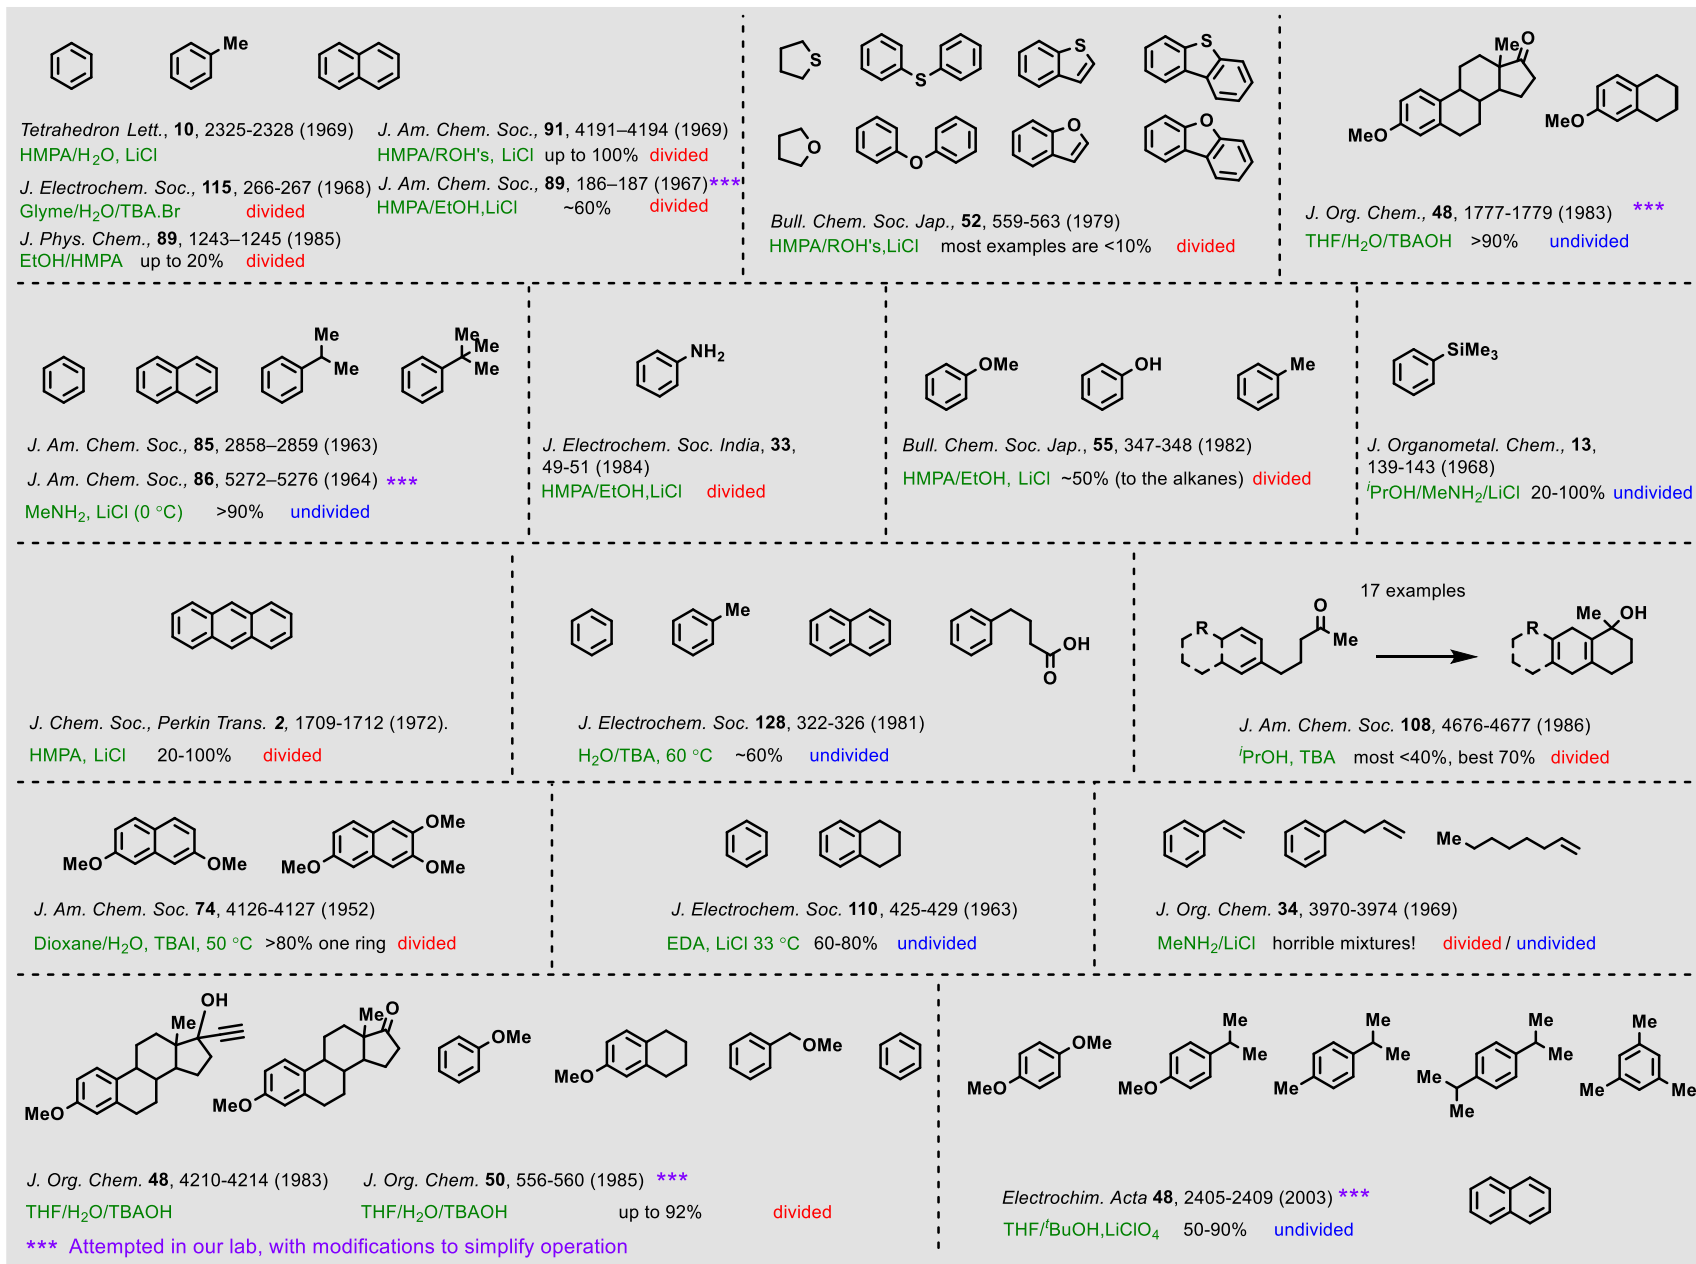 Me
Tetrahedron Lett., 10, 2325-2328 (1969)
HMPA/H2O, LiCl
J. Am. Chem. Soc., 91, 4191–4194 (1969)
HMPA/ROH's, LiCl up to 100% divided
J. Electrochem. Soc., 115, 266-267 (1968)
Glyme/H2O/TBA.Br divided
J. Am. Chem. Soc., 89, 186–187 (1967)***
HMPA/EtOH,LiCl ~60% divided
J. Phys. Chem., 89, 1243–1245 (1985)
EtOH/HMPA up to 20% divided
S
S
S
S
O
O
O
O
Bull. Chem. Soc. Jap., 52, 559-563 (1979)
HMPA/ROH's,LiCl most examples are <10% divided
Me
O
MeO
MeO
J. Org. Chem., 48, 1777-1779 (1983) ***
THF/H2O/TBAOH >90% undivided
Me
Me
Me
Me
Me
J. Am. Chem. Soc., 85, 2858–2859 (1963)
J. Am. Chem. Soc., 86, 5272–5276 (1964) ***
MeNH2, LiCl (0 °C) >90% undivided
NH2
J. Electrochem. Soc. India, 33,
49-51 (1984)
HMPA/EtOH,LiCl divided
OMe
OH
Me
Bull. Chem. Soc. Jap., 55, 347-348 (1982)
HMPA/EtOH, LiCl ~50% (to the alkanes) divided
SiMe3
J. Organometal. Chem., 13,
139-143 (1968)
iPrOH/MeNH2/LiCl 20-100% undivided
J. Chem. Soc., Perkin Trans. 2, 1709-1712 (1972).
HMPA, LiCl 20-100% divided
Me
OH
O
J. Electrochem. Soc. 128, 322-326 (1981)
H2O/TBA, 60 °C ~60% undivided
17 examples
R
O
Me
R
Me
OH
J. Am. Chem. Soc. 108, 4676-4677 (1986)
iPrOH, TBA most <40%, best 70% divided
MeO
OMe
OMe
MeO
OMe
J. Am. Chem. Soc. 74, 4126-4127 (1952)
Dioxane/H2O, TBAI, 50 °C >80% one ring divided
J. Electrochem. Soc. 110, 425-429 (1963)
EDA, LiCl 33 °C 60-80% undivided
Me
J. Org. Chem. 34, 3970-3974 (1969)
MeNH2/LiCl horrible mixtures! divided / undivided
OH
Me
MeO
Me
O
MeO
OMe
MeO
OMe
J. Org. Chem. 48, 4210-4214 (1983)
THF/H2O/TBAOH
J. Org. Chem. 50, 556-560 (1985) ***
THF/H2O/TBAOH up to 92% divided
*** Attempted in our lab, with modifications to simplify operation
OMe
MeO
Me
Me
MeO
Me
Me
Me
Me
Me
Me
Me
Me
Me
Me
Electrochim. Acta 48, 2405-2409 (2003) ***
THF/tBuOH,LiClO4 50-90% undivided